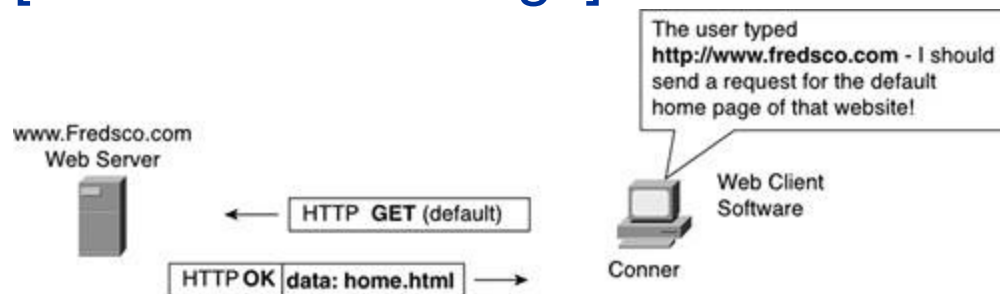 The user typed
http://www.fredsco.com - I should
send a request for the default
home page of that website!
www.Fredsco.com
Web Server
Web Client
Software
HTTP GET (default)
Conner
HTTP OK data: home.html